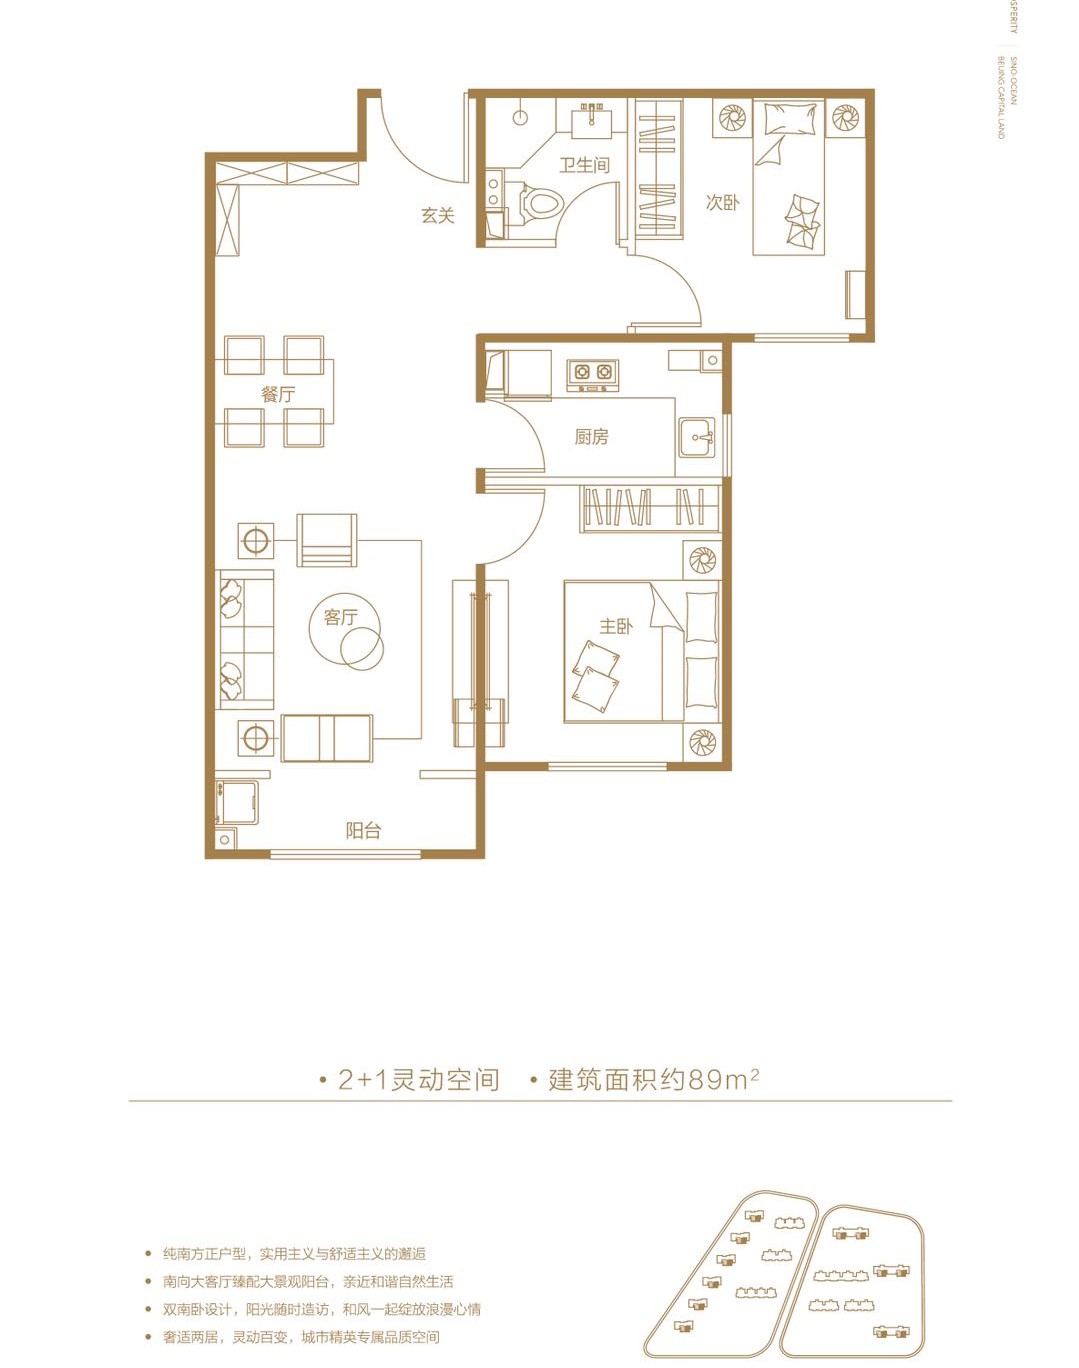 SINO-OCEAN
BEIJING CAPITAL LAND
卫生间
次卧
玄关
餐厅
厨房
客厅
主卧
阳台
• 2+1灵动空间 • 建筑面积约89m²
• 纯南方正户型，实用主义与舒适主义的邂逅
• 南向大客厅臻配大景观阳台，亲近和谐自然生活
• 双南卧设计，阳光随时造访，和风一起绽放浪漫心情
• 奢适两居，灵动百变，城市精英专属品质空间